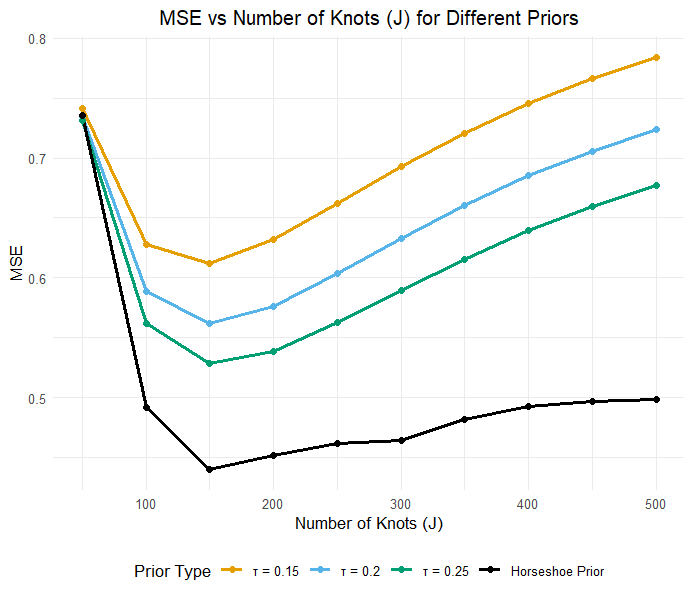 MSE vs Number of Knots (J) for Different Priors
MSE
0.8
0.7
0.6
0.5
100 200 300 400 500
Number of Knots (J)
Prior Type τ = 0.15 τ = 0.2 τ = 0.25 Horseshoe Prior